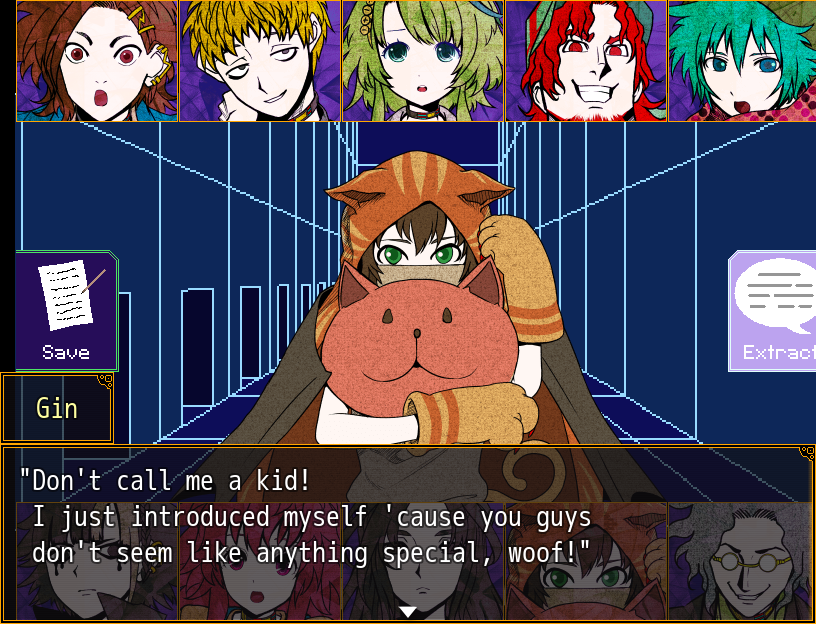 Save
Extract
Gin
"Don't call me a kid!
I just introduced myself 'cause you guys
don't seem like anything special, woof!"